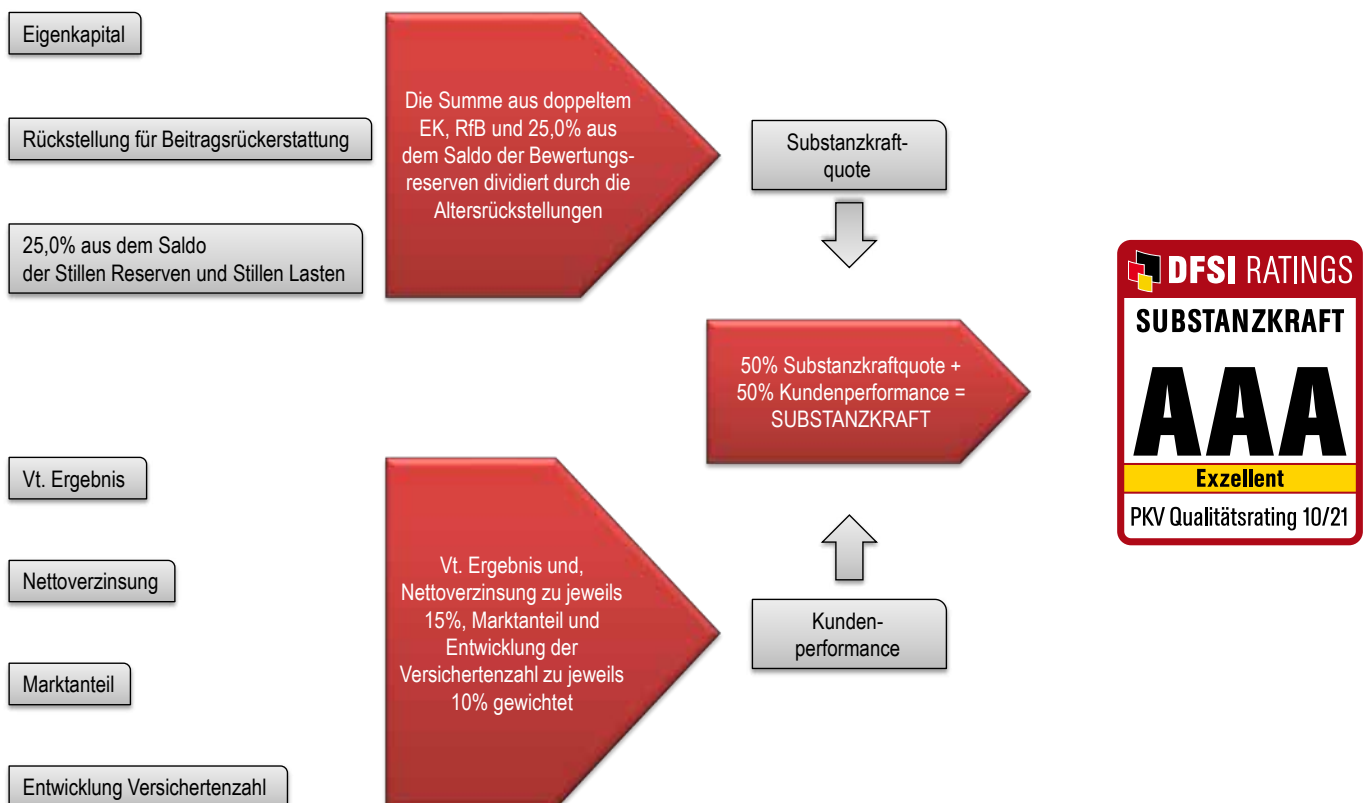 Eigenkapital
Rückstellung für Beitragsrückerstattung
25,0% aus dem Saldo
der Stillen Reserven und Stillen Lasten
Die Summe aus doppeltem
EK, RfB und 25,0% aus
dem Saldo der Bewertungs-
reserven dividiert durch die
Altersrückstellungen
Substanzkraft-
quote
50% Substanzkraftquote +
50% Kundenperformance =
SUBSTANZKRAFT
DFSI RATINGS
SUBSTANZKRAFT
AAA
Exzellent
PKV Qualitätsrating 10/21
Vt. Ergebnis
Nettoverzinsung
Marktanteil
Entwicklung Versichertenzahl
Vt. Ergebnis und,
Nettoverzinsung zu jeweils
15%, Marktanteil und
Entwicklung der
Versichertenzahl zu jeweils
10% gewichtet
Kunden-
performance